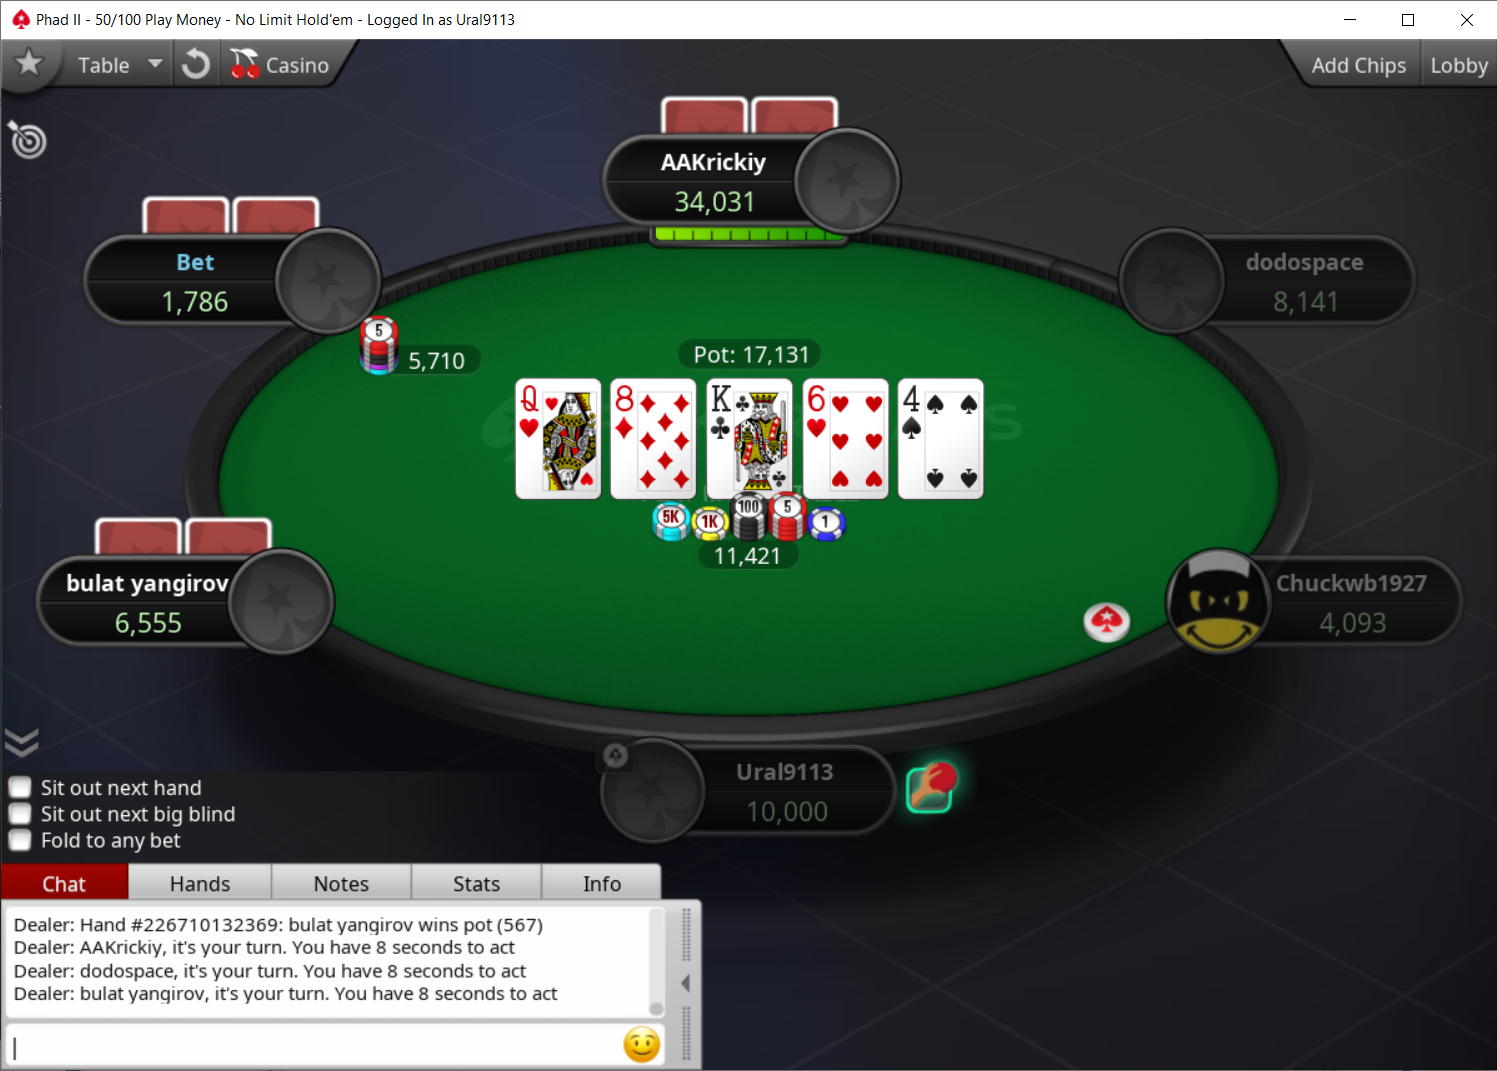 Phad II - 50/100 Play Money - No Limit Hold'em - Logged In as Ural9113
Table
Casino
Add Chips
Lobby
AAKrickiy
34,031
Bet
1,786
dodospace
8,141
5,710
Pot: 17,131
Q
8
K
6
4
5
5K
1K
100
5
1
11,421
bulat yangirov
6,555
Chuckwb1927
4,093
Ural9113
10,000
Sit out next hand
Sit out next big blind
Fold to any bet
Chat
Hands
Notes
Stats
Info
Dealer: Hand #226710132369: bulat yangirov wins pot (567)
Dealer: AAKrickiy, it's your turn. You have 8 seconds to act
Dealer: dodospace, it's your turn. You have 8 seconds to act
Dealer: bulat yangirov, it's your turn. You have 8 seconds to act